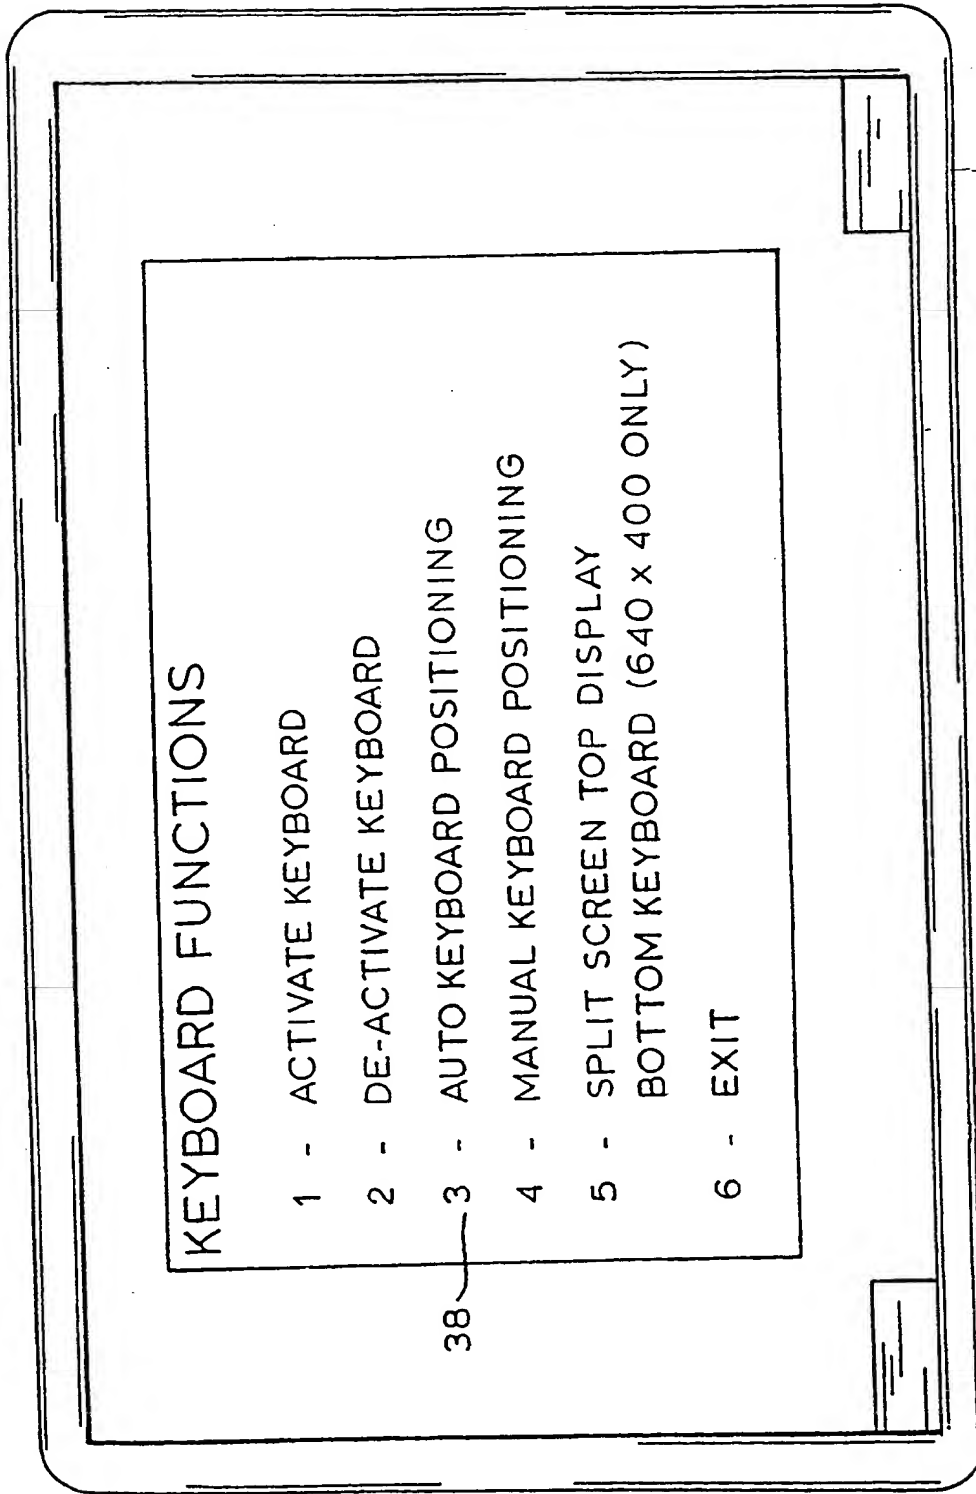 KEYBOARD FUNCTIONS
1 - ACTIVATE KEYBOARD
2 - DE-ACTIVATE KEYBOARD
38 3 - AUTO KEYBOARD POSITIONING
4 - MANUAL KEYBOARD POSITIONING
5 - SPLIT SCREEN TOP DISPLAY
BOTTOM KEYBOARD (640 x 400 ONLY)
6 - EXIT